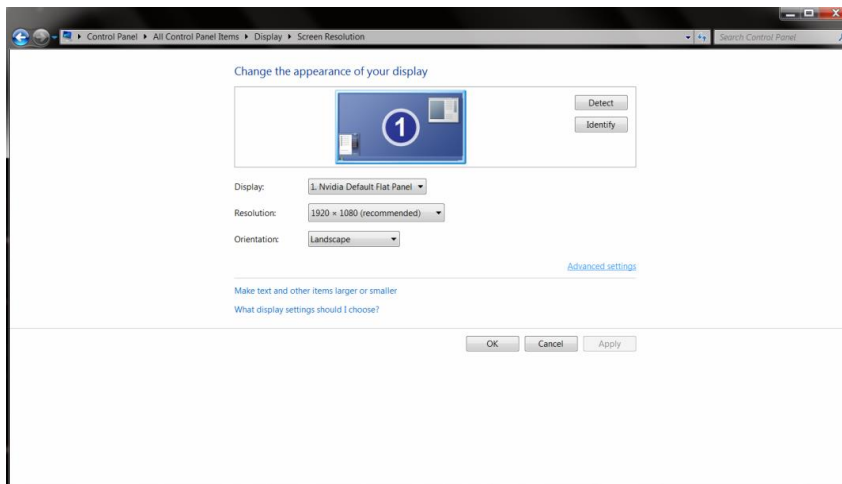 Control Panel ▸ All Control Panel Items ▸ Display ▸ Screen Resolution
Search Control Panel
Change the appearance of your display
1
Detect
Identify
Display: 1. Nvidia Default Flat Panel
Resolution: 1920 × 1080 (recommended)
Orientation: Landscape
Advanced settings
Make text and other items larger or smaller
What display settings should I choose?
OK Cancel Apply